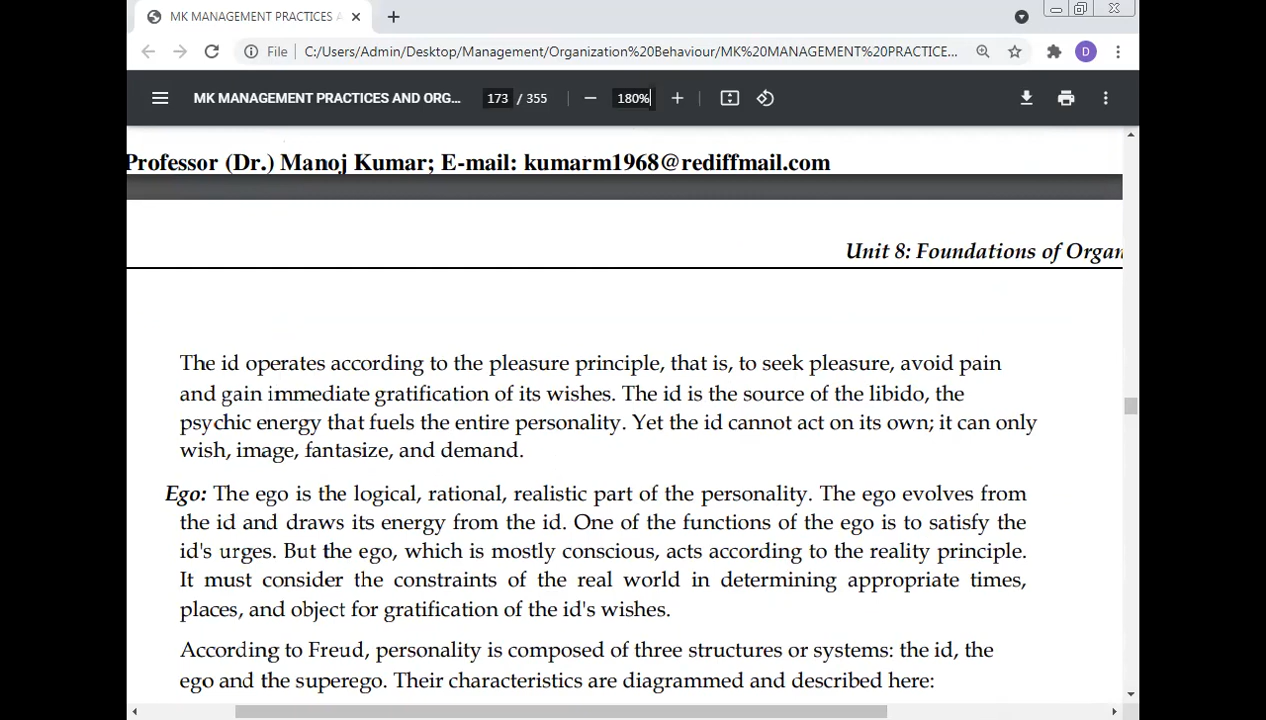 MK MANAGEMENT PRACTICES A
File C:/Users/Admin/Desktop/Management/Organization%20Behaviour/MK%20MANAGEMENT%20PRACTICE...
D
MK MANAGEMENT PRACTICES AND ORG...
173 / 355
180%
Professor (Dr.) Manoj Kumar; E-mail: kumarm1968@rediffmail.com
Unit 8: Foundations of Organ
The id operates according to the pleasure principle, that is, to seek pleasure, avoid pain
and gain immediate gratification of its wishes. The id is the source of the libido, the
psychic energy that fuels the entire personality. Yet the id cannot act on its own; it can only
wish, image, fantasize, and demand.
Ego: The ego is the logical, rational, realistic part of the personality. The ego evolves from
the id and draws its energy from the id. One of the functions of the ego is to satisfy the
id's urges. But the ego, which is mostly conscious, acts according to the reality principle.
It must consider the constraints of the real world in determining appropriate times,
places, and object for gratification of the id's wishes.
According to Freud, personality is composed of three structures or systems: the id, the
ego and the superego. Their characteristics are diagrammed and described here: